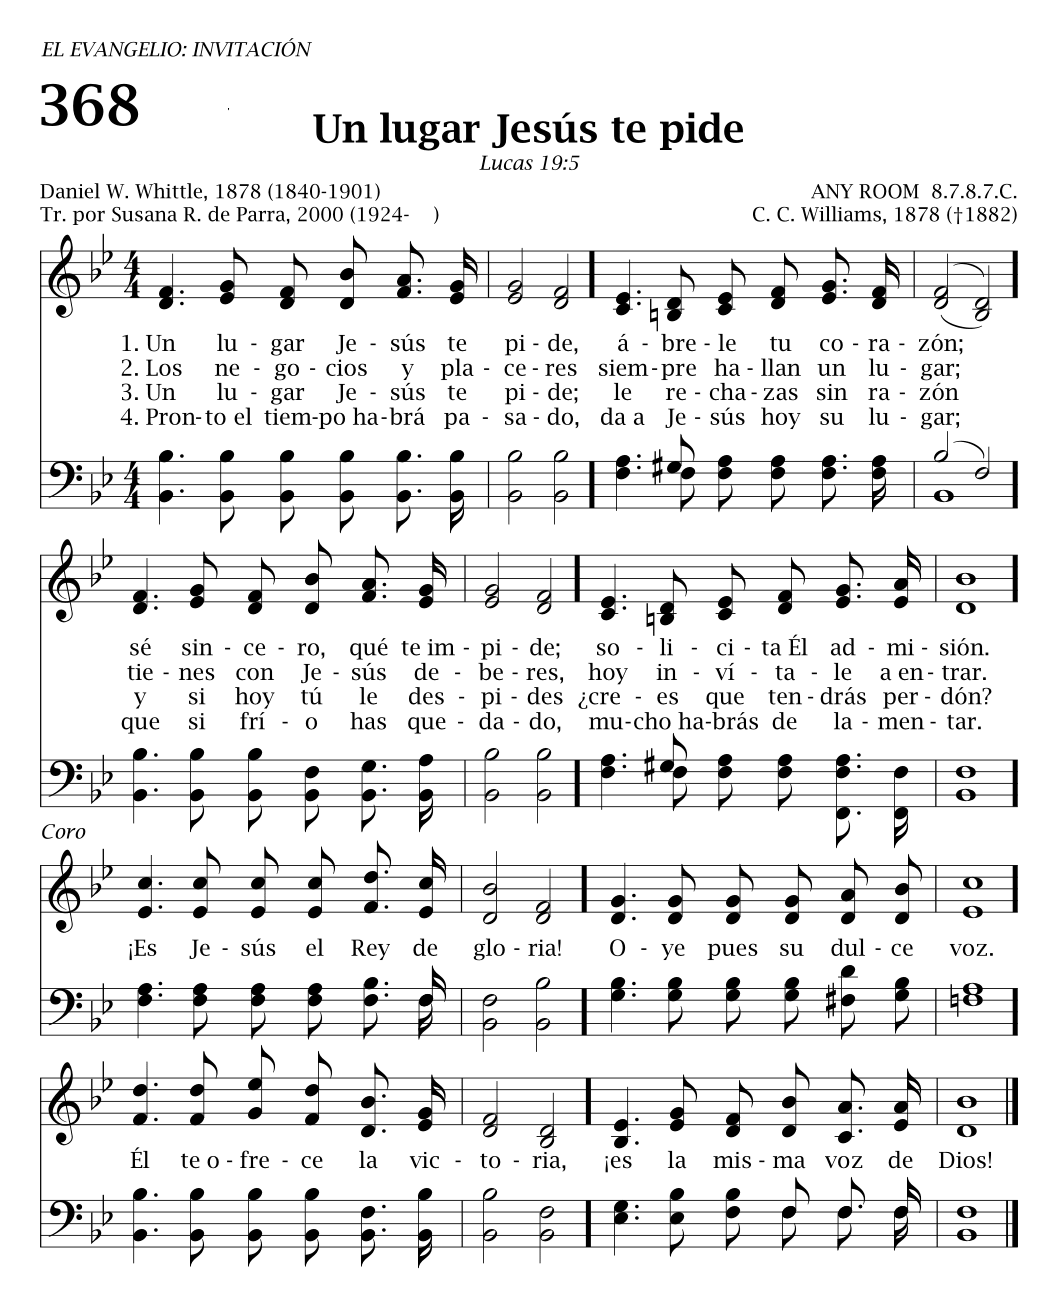 EL EVANGELIO: INVITACIÓN
368
Un lugar Jesús te pide
Lucas 19:5
Daniel W. Whittle, 1878 (1840-1901)
ANY ROOM 8.7.8.7.C.
Tr. por Susana R. de Parra, 2000 (1924- )
C. C. Williams, 1878 (†1882)
1. Un lu - gar Je - sús te pi - de, á - bre - le tu co - ra - zón;
2. Los ne - go - cios y pla - ce - res siem - pre ha - llan un lu - gar;
3. Un lu - gar Je - sús te pi - de; le re - cha - zas sin ra - zón
4. Pron - to el tiem - po ha - brá pa - sa - do, da a Je - sús hoy su lu - gar;
sé sin - ce - ro, qué te im - pi - de; so - li - ci - ta Él ad - mi - sión.
tie - nes con Je - sús de - be - res, hoy in - ví - ta - le a en - trar.
y si hoy tú le des - pi - des ¿cre - es que ten - drás per - dón?
que si frí - o has que - da - do, mu - cho ha - brás de la - men - tar.
Coro
¡Es Je - sús el Rey de glo - ria! O - ye pues su dul - ce voz.
Él te o - fre - ce la vic - to - ria, ¡es la mis - ma voz de Dios!